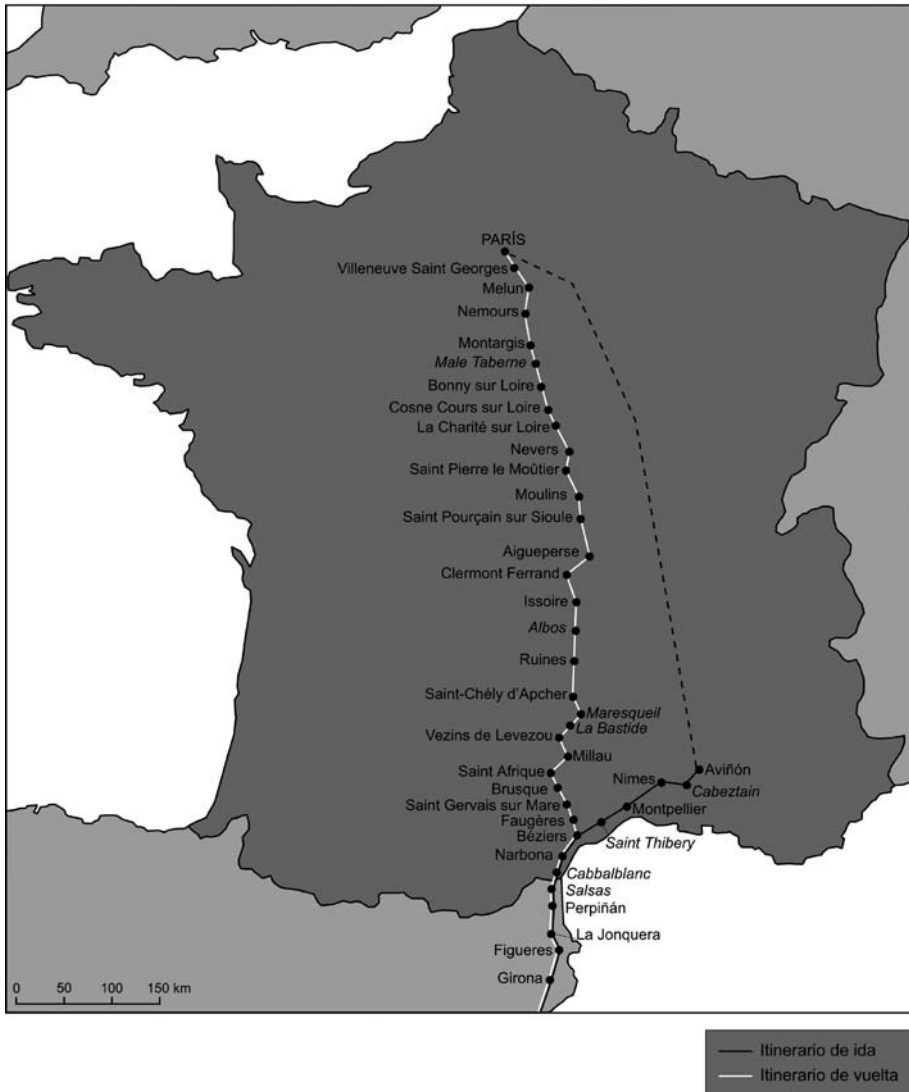 PARÍS
Villeneuve Saint Georges
Melun
Nemours
Montargis
Male Taberne
Bonny sur Loire
Cosne Cours sur Loire
La Charité sur Loire
Nevers
Saint Pierre le Moûtier
Moulins
Saint Pourçain sur Sioule
Aigueperse
Clermont Ferrand
Issoire
Albos
Ruines
Saint-Chély d'Apcher
Maresqueil
La Bastide
Vezins de Levezou
Millau
Saint Afrique
Aviñón
Nimes
Cabeztain
Brusque
Saint Gervais sur Mare
Montpellier
Faugères
Béziers
Saint Thibery
Narbona
Cabbalblanc
Salsas
Perpiñán
La Jonquera
Figueres
Girona
0 50 100 150 km
Itinerario de ida
Itinerario de vuelta